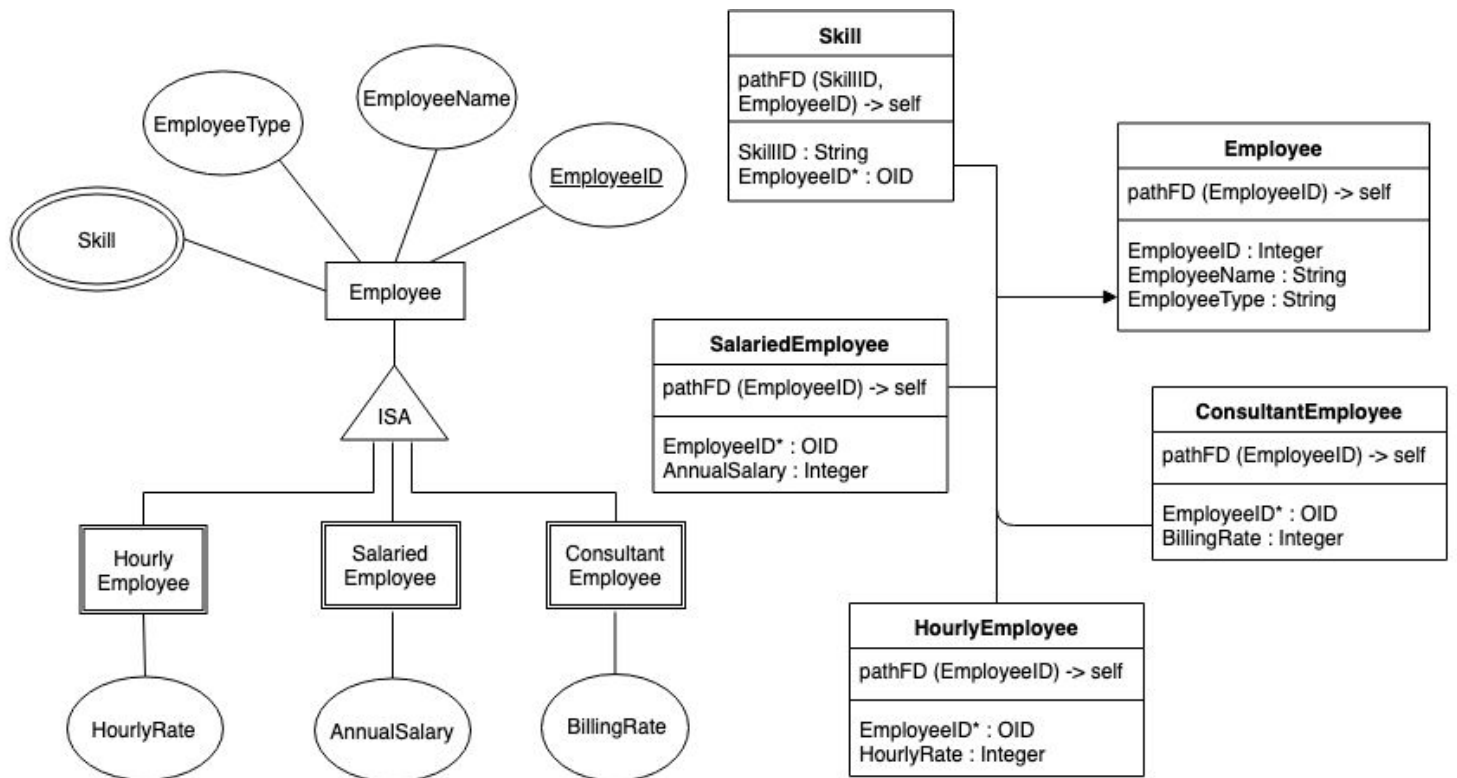 EmployeeName
EmployeeType
EmployeeID
Skill
Employee
ISA
Hourly
Employee
Salaried
Employee
Consultant
Employee
HourlyRate
AnnualSalary
BillingRate
Skill
pathFD (SkillID,
EmployeeID) -> self
SkillID : String
EmployeeID* : OID
Employee
pathFD (EmployeeID) -> self
EmployeeID : Integer
EmployeeName : String
EmployeeType : String
SalariedEmployee
pathFD (EmployeeID) -> self
EmployeeID* : OID
AnnualSalary : Integer
ConsultantEmployee
pathFD (EmployeeID) -> self
EmployeeID* : OID
BillingRate : Integer
HourlyEmployee
pathFD (EmployeeID) -> self
EmployeeID* : OID
HourlyRate : Integer